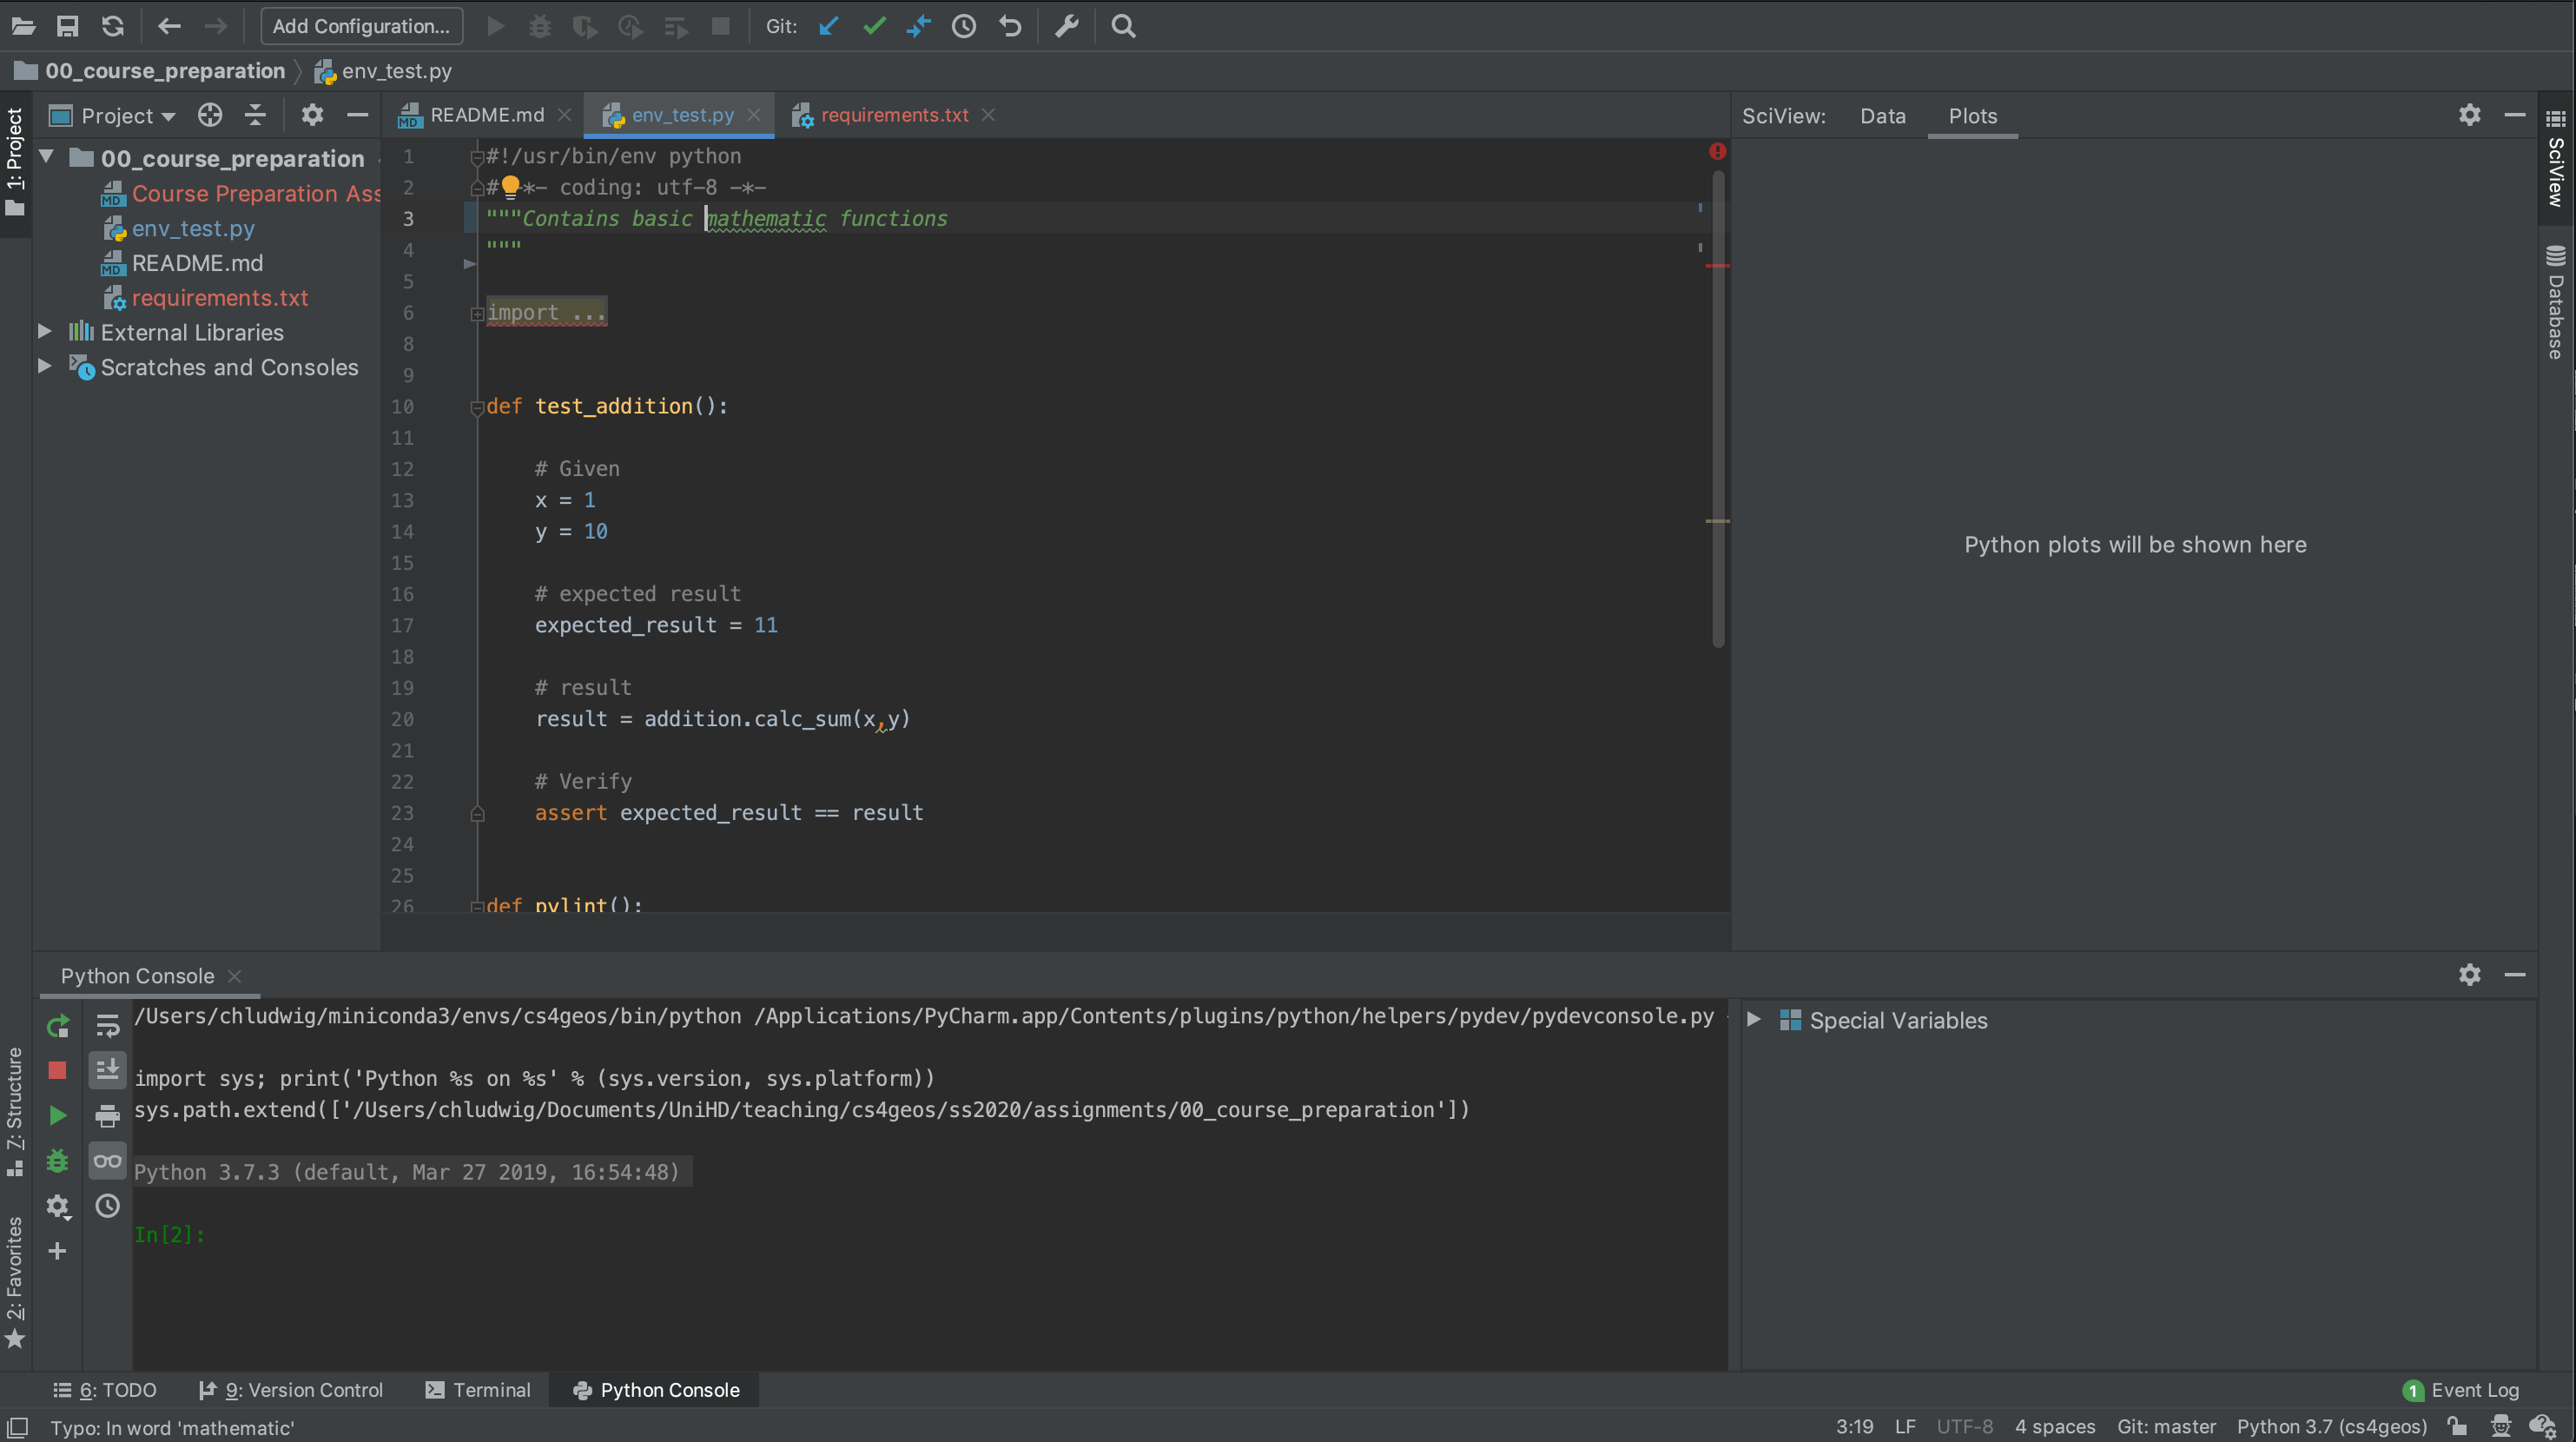 Add Configuration...
Git:
00_course_preparation
env_test.py
1: Project
Project
README.md
env_test.py
requirements.txt
SciView:
Data
Plots
SciView
Database
00_course_preparation
Course Preparation Ass
env_test.py
README.md
requirements.txt
External Libraries
Scratches and Consoles
1 #!/usr/bin/env python
2 # -*- coding: utf-8 -*-
3 """Contains basic mathematic functions
4 """
5
6 import ...
8
9
10 def test_addition():
11
12 # Given
13 x = 1
14 y = 10
15
16 # expected result
17 expected_result = 11
18
19 # result
20 result = addition.calc_sum(x,y)
21
22 # Verify
23 assert expected_result == result
24
25
26 def pylint():
Python plots will be shown here
Python Console
/Users/chludwig/miniconda3/envs/cs4geos/bin/python /Applications/PyCharm.app/Contents/plugins/python/helpers/pydev/pydevconsole.py
import sys; print('Python %s on %s' % (sys.version, sys.platform))
sys.path.extend(['/Users/chludwig/Documents/UniHD/teaching/cs4geos/ss2020/assignments/00_course_preparation'])
Python 3.7.3 (default, Mar 27 2019, 16:54:48)
In[2]:
Special Variables
7: Structure
2: Favorites
6: TODO
9: Version Control
Terminal
Python Console
1 Event Log
Typo: In word 'mathematic'
3:19
LF
UTF-8
4 spaces
Git: master
Python 3.7 (cs4geos)